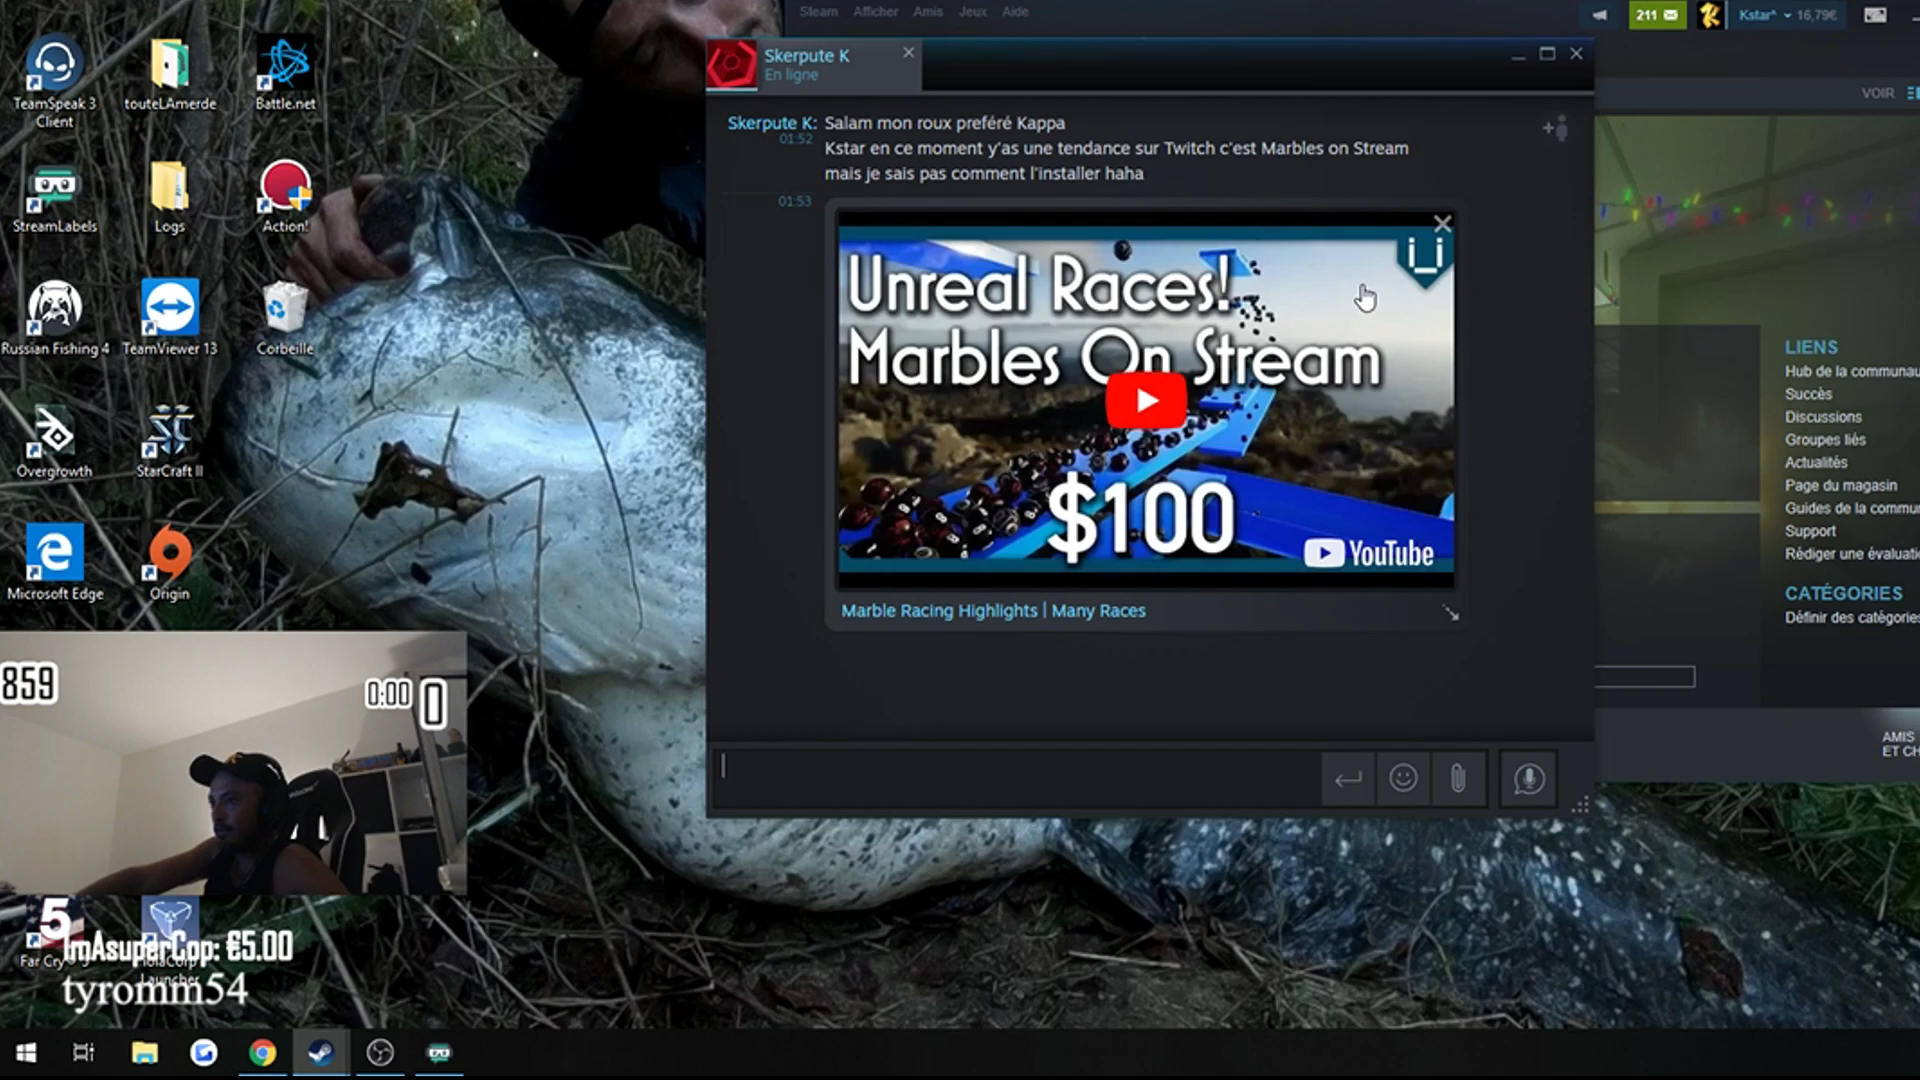 Steam Afficher Amis Jeux Aide
211
Kstar^ 16,79€
Skerpute K
En ligne
VOIR
Skerpute K: Salam mon roux preféré Kappa
01:52
Kstar en ce moment y'as une tendance sur Twitch c'est Marbles on Stream
mais je sais pas comment l'installer haha
01:53
Unreal Races!
Marbles On Stream
$100
YouTube
Marble Racing Highlights | Many Races
LIENS
Hub de la communau
Succès
Discussions
Groupes liés
Actualités
Page du magasin
Guides de la commu
Support
Rédiger une évaluati
CATÉGORIES
Définir des catégories
AMIS
ET CH
TeamSpeak 3
Client
touteLAmerde
Battle.net
StreamLabels
Logs
Action!
Russian Fishing 4
TeamViewer 13
Corbeille
Overgrowth
StarCraft II
Microsoft Edge
Origin
859
0:00
0
5
ImAsuperCop: €5.00
Far Cry
Launcher
tyromm54